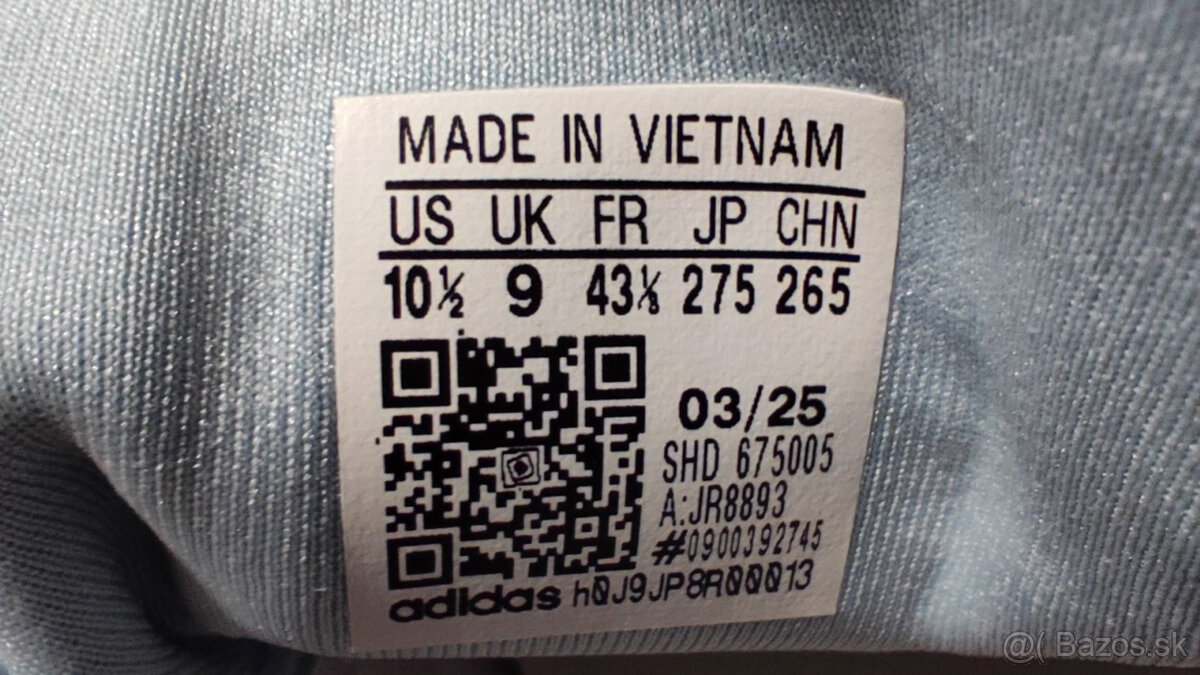 MADE IN VIETNAM
US UK FR JP CHN
10½ 9 43⅓ 275 265
03/25
SHD 675005
A:JR8893
#0900392745
adidas h0J9JP8R00013
@( Bazos.sk